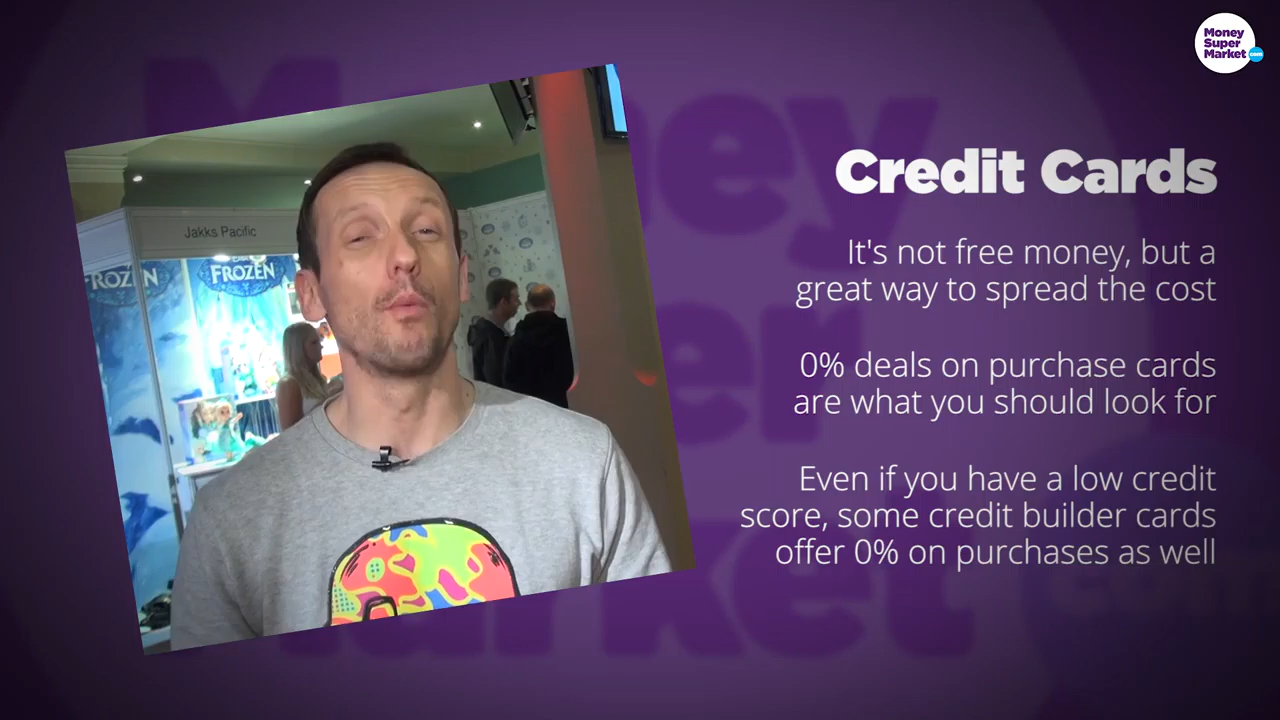 Money
Super
Market
.com
Credit Cards
It's not free money, but a
great way to spread the cost
0% deals on purchase cards
are what you should look for
Even if you have a low credit
score, some credit builder cards
offer 0% on purchases as well
Jakks Pacific
FROZEN
FROZEN